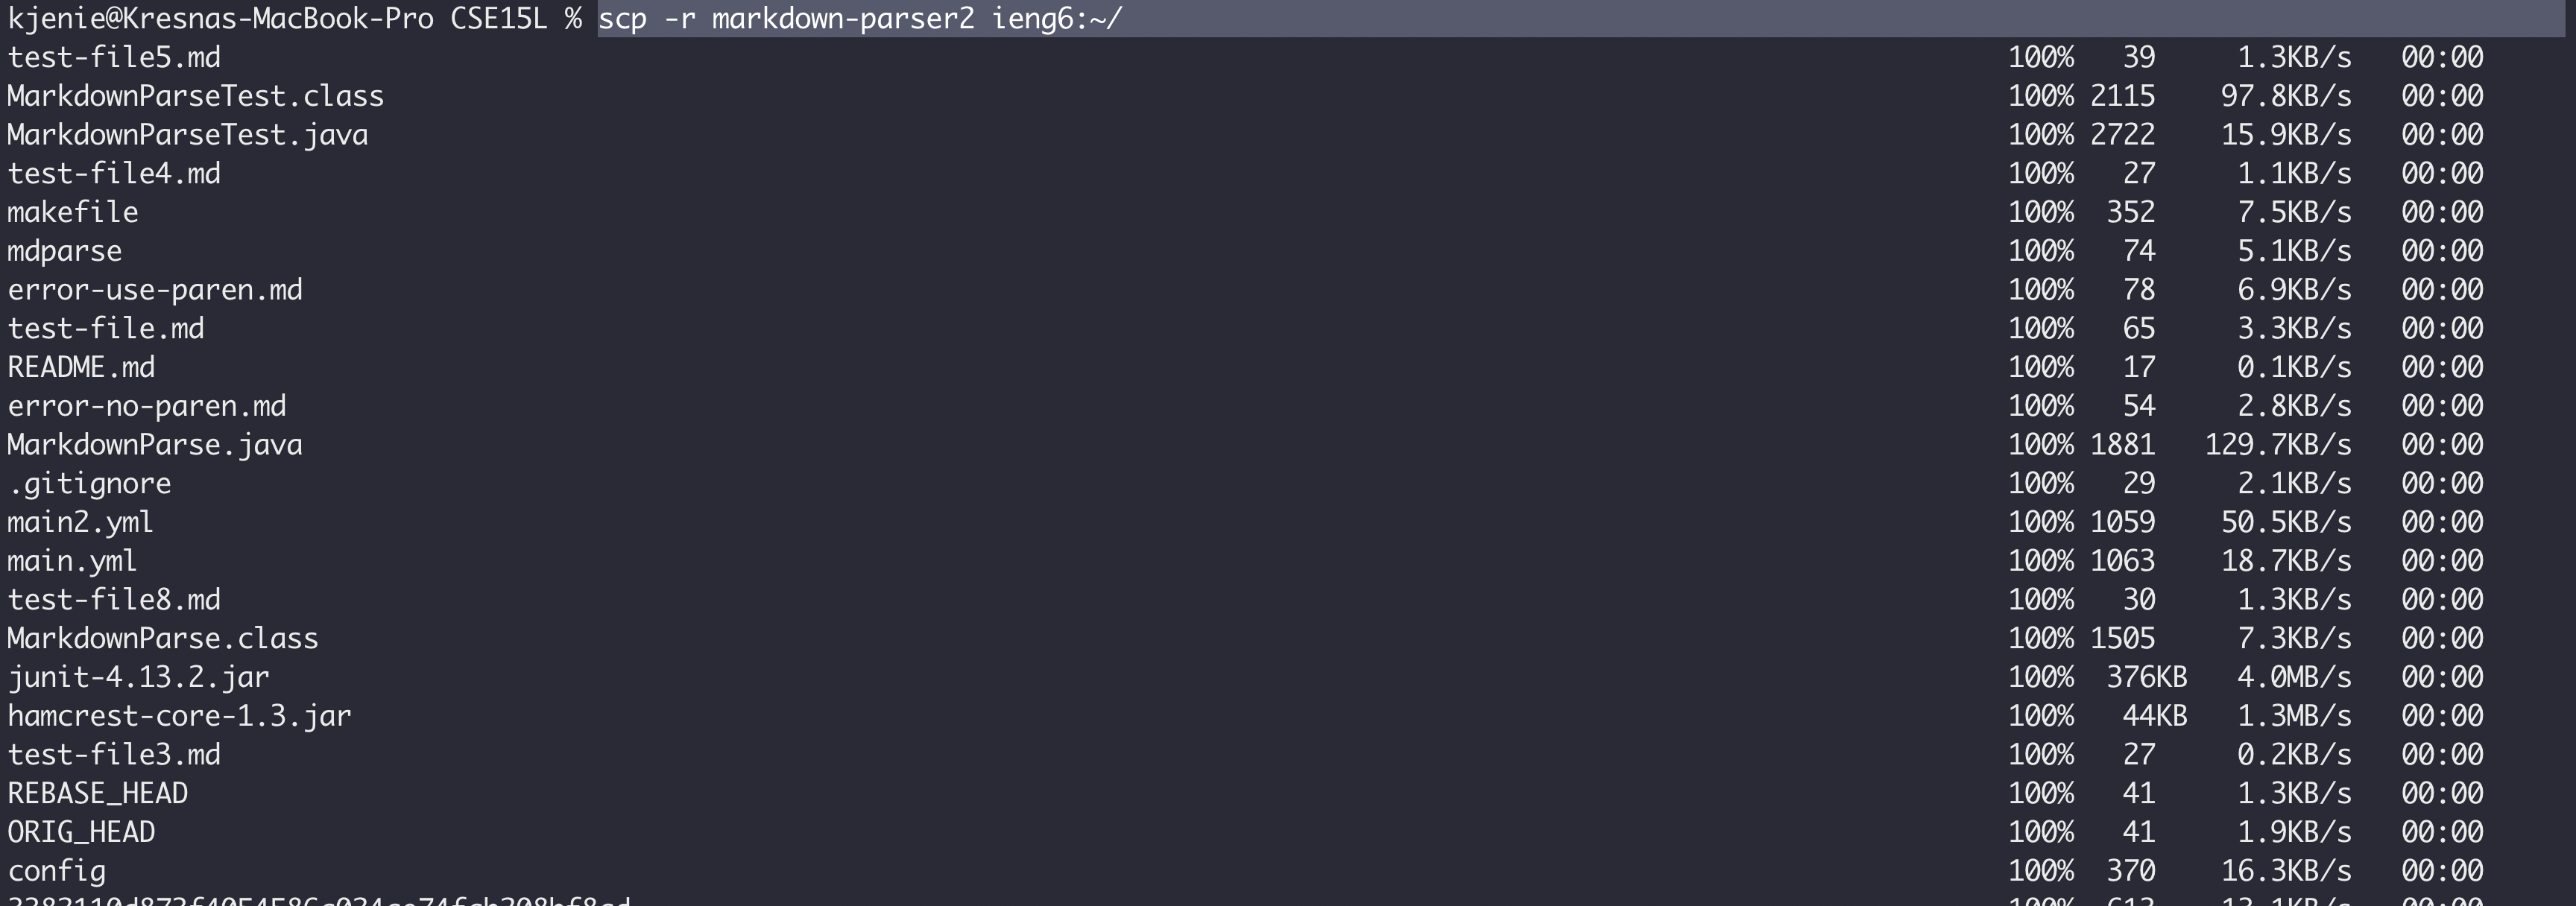 kjenie@Kresnas-MacBook-Pro CSE15L % scp -r markdown-parser2 ieng6:~/
test-file5.md 100% 39 1.3KB/s 00:00
MarkdownParseTest.class 100% 2115 97.8KB/s 00:00
MarkdownParseTest.java 100% 2722 15.9KB/s 00:00
test-file4.md 100% 27 1.1KB/s 00:00
makefile 100% 352 7.5KB/s 00:00
mdparse 100% 74 5.1KB/s 00:00
error-use-paren.md 100% 78 6.9KB/s 00:00
test-file.md 100% 65 3.3KB/s 00:00
README.md 100% 17 0.1KB/s 00:00
error-no-paren.md 100% 54 2.8KB/s 00:00
MarkdownParse.java 100% 1881 129.7KB/s 00:00
.gitignore 100% 29 2.1KB/s 00:00
main2.yml 100% 1059 50.5KB/s 00:00
main.yml 100% 1063 18.7KB/s 00:00
test-file8.md 100% 30 1.3KB/s 00:00
MarkdownParse.class 100% 1505 7.3KB/s 00:00
junit-4.13.2.jar 100% 376KB 4.0MB/s 00:00
hamcrest-core-1.3.jar 100% 44KB 1.3MB/s 00:00
test-file3.md 100% 27 0.2KB/s 00:00
REBASE_HEAD 100% 41 1.3KB/s 00:00
ORIG_HEAD 100% 41 1.9KB/s 00:00
config 100% 370 16.3KB/s 00:00